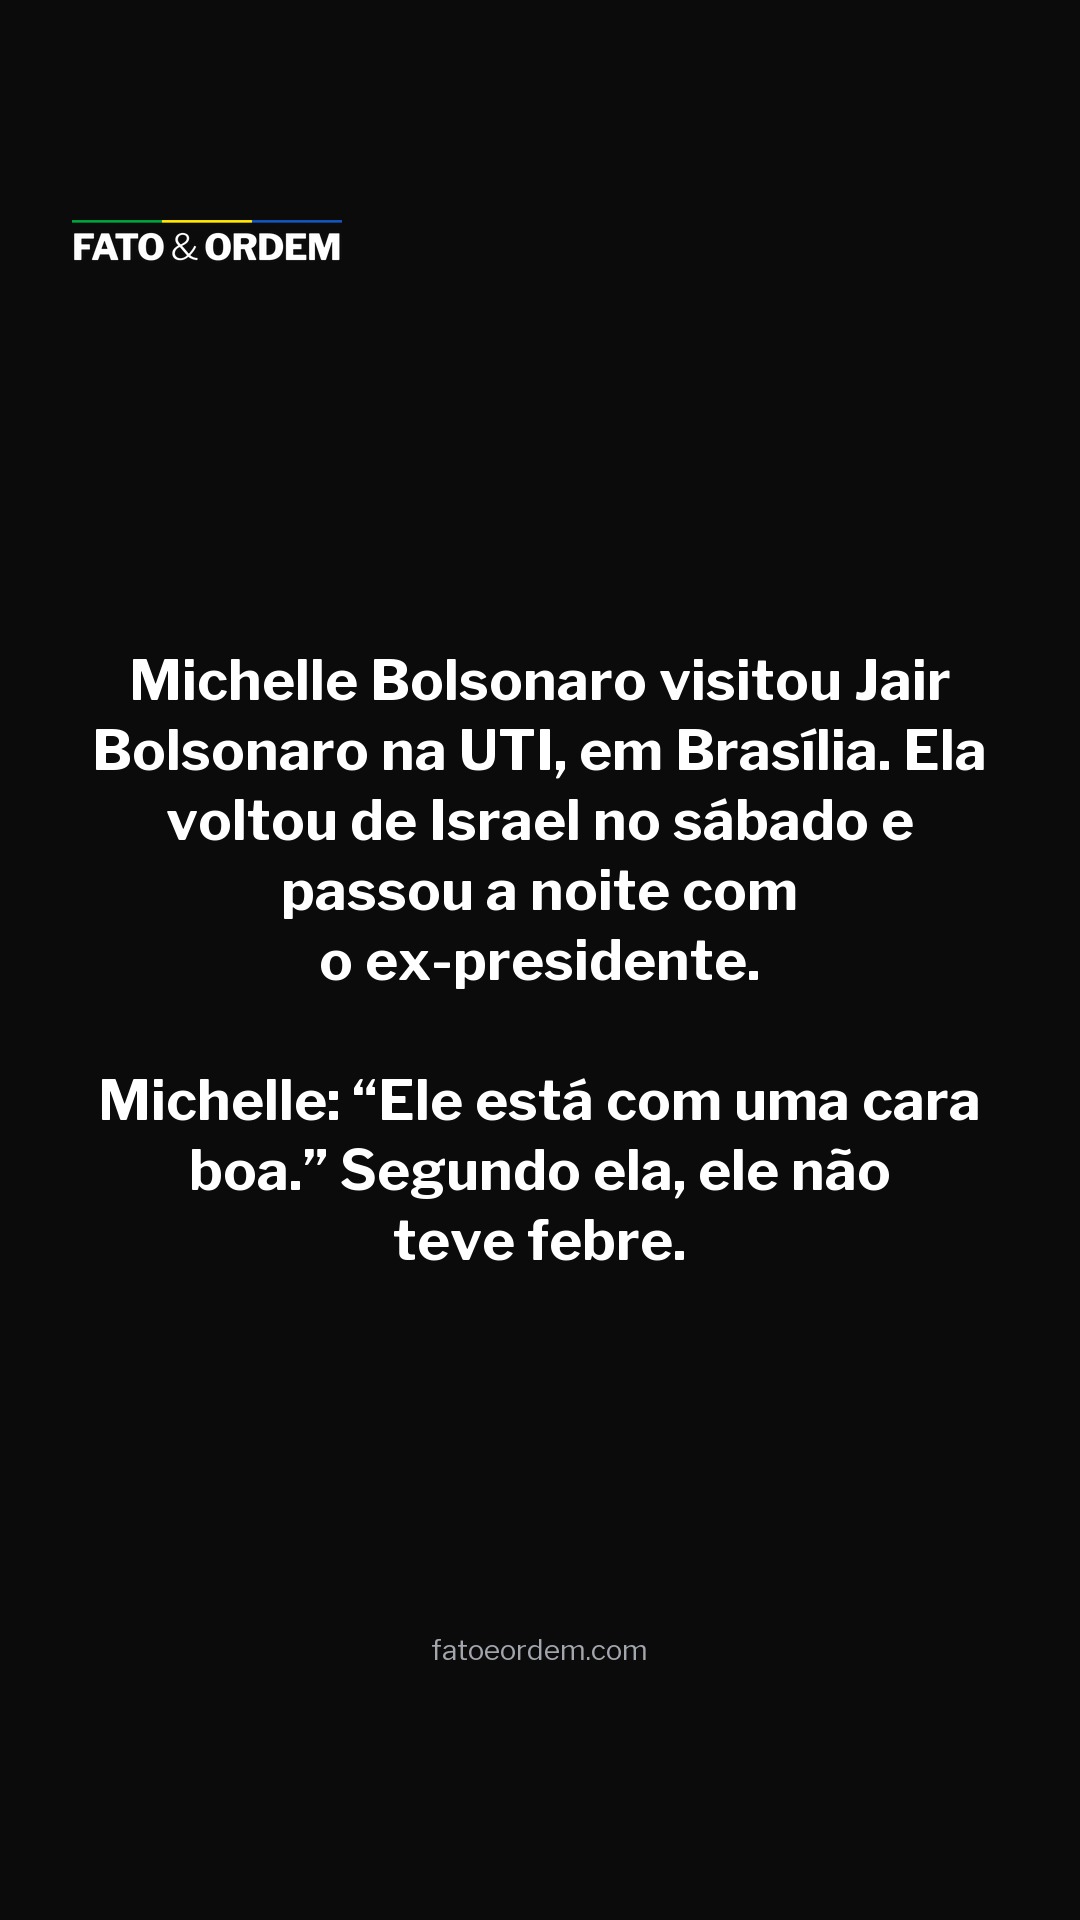 FATO & ORDEM
Michelle Bolsonaro visitou Jair
Bolsonaro na UTI, em Brasília. Ela
voltou de Israel no sábado e
passou a noite com
o ex-presidente.
Michelle: “Ele está com uma cara
boa.” Segundo ela, ele não
teve febre.
fatoeordem.com